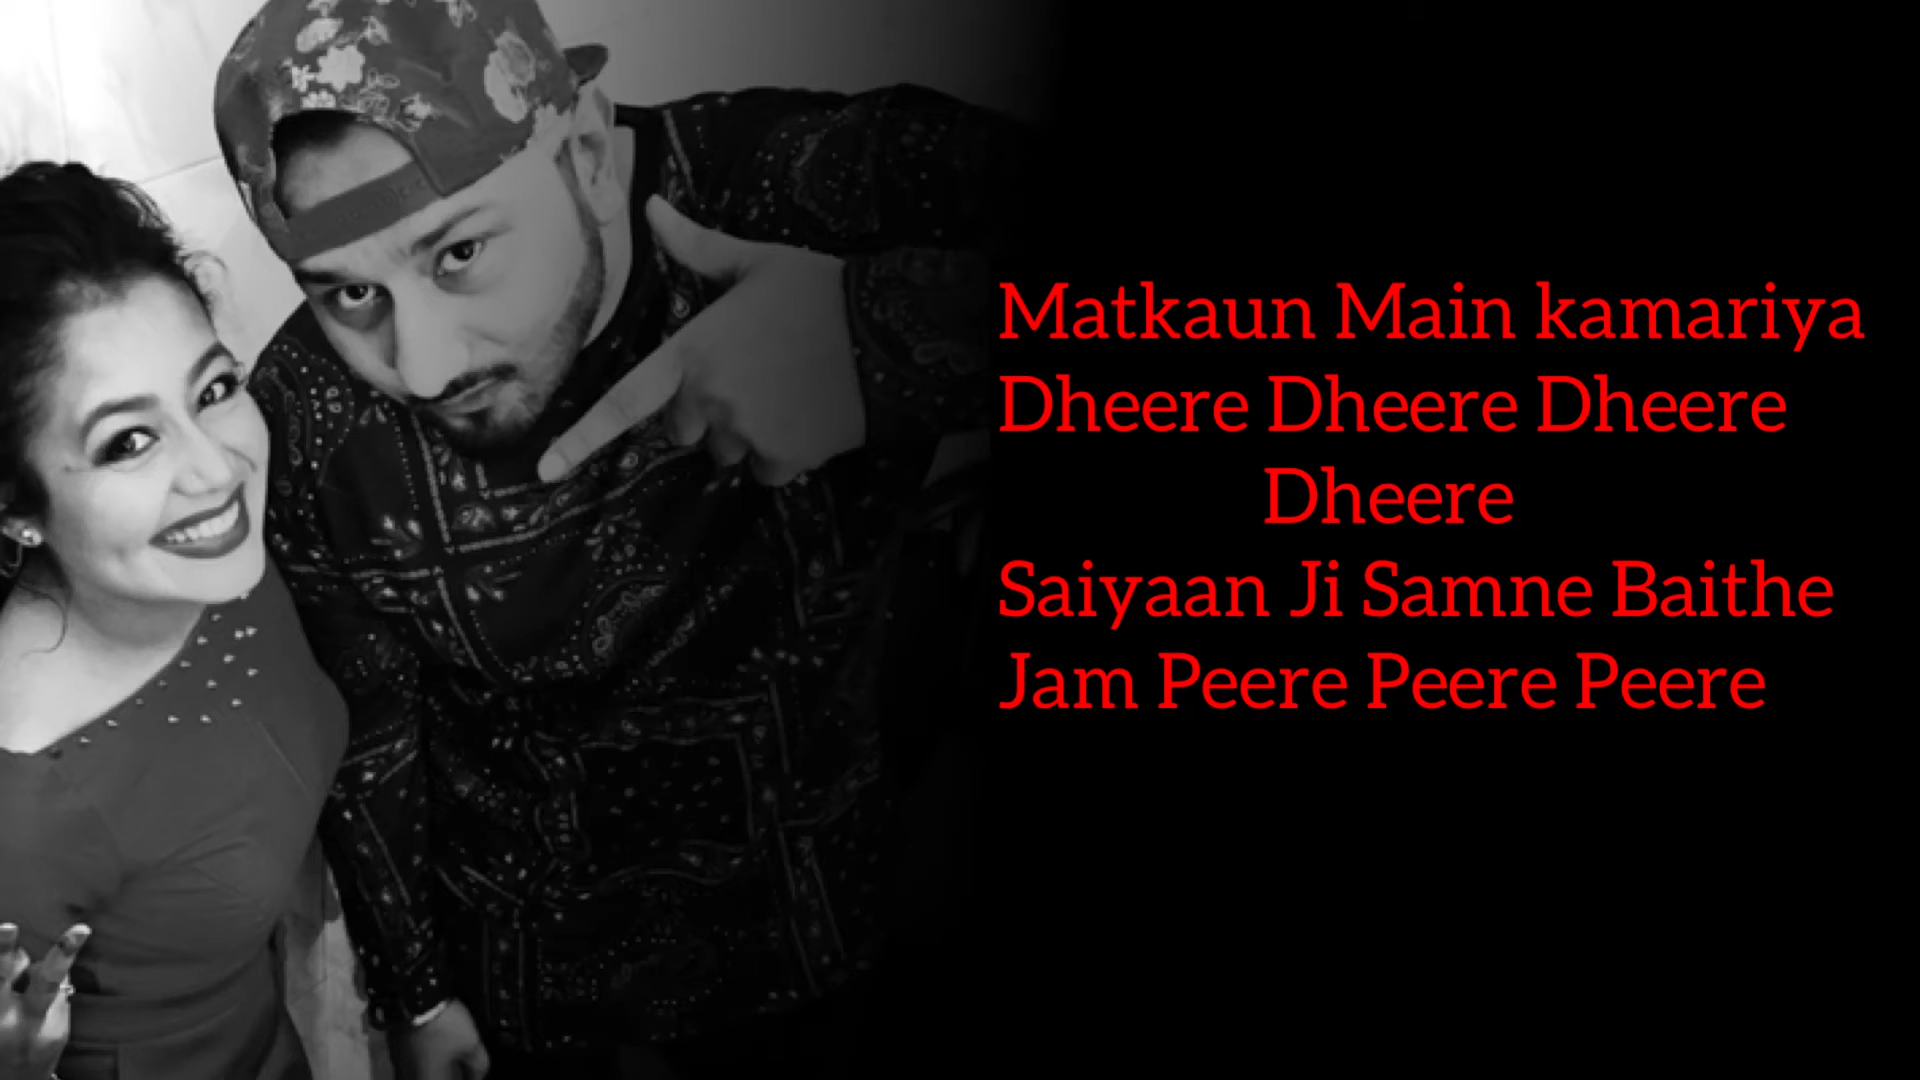 Matkaun Main kamariya
Dheere Dheere Dheere
Dheere
Saiyaan Ji Samne Baithe
Jam Peere Peere Peere